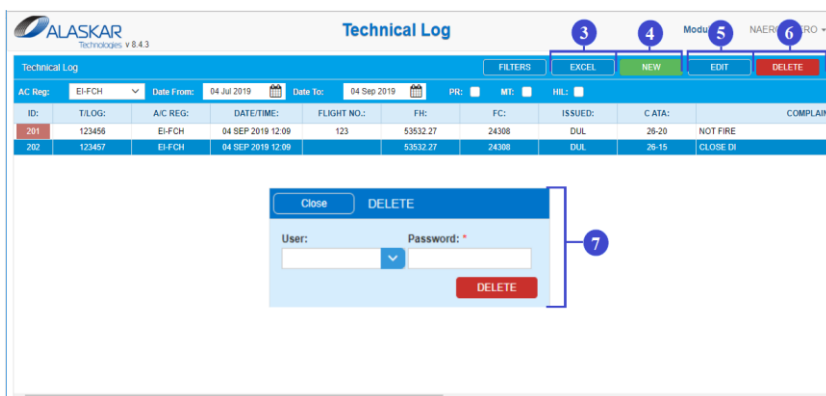 ALASKAR
Technologies v 8.4.3
Technical Log
3
4
Modu 5
NAERO 6 ERO
Technical Log
FILTERS
EXCEL
NEW
EDIT
DELETE
AC Reg: EI-FCH Date From: 04 Jul 2019 Date To: 04 Sep 2019 PR: MT: HIL:
ID: T/LOG: A/C REG: DATE/TIME: FLIGHT NO.: FH: FC: ISSUED: C ATA: COMPLAIN
201 123456 EI-FCH 04 SEP 2019 12:09 123 53532.27 24308 DUL 26-20 NOT FIRE
202 123457 EI-FCH 04 SEP 2019 12:09 53532.27 24308 DUL 26-15 CLOSE DI
Close DELETE
User: Password: *
7
DELETE